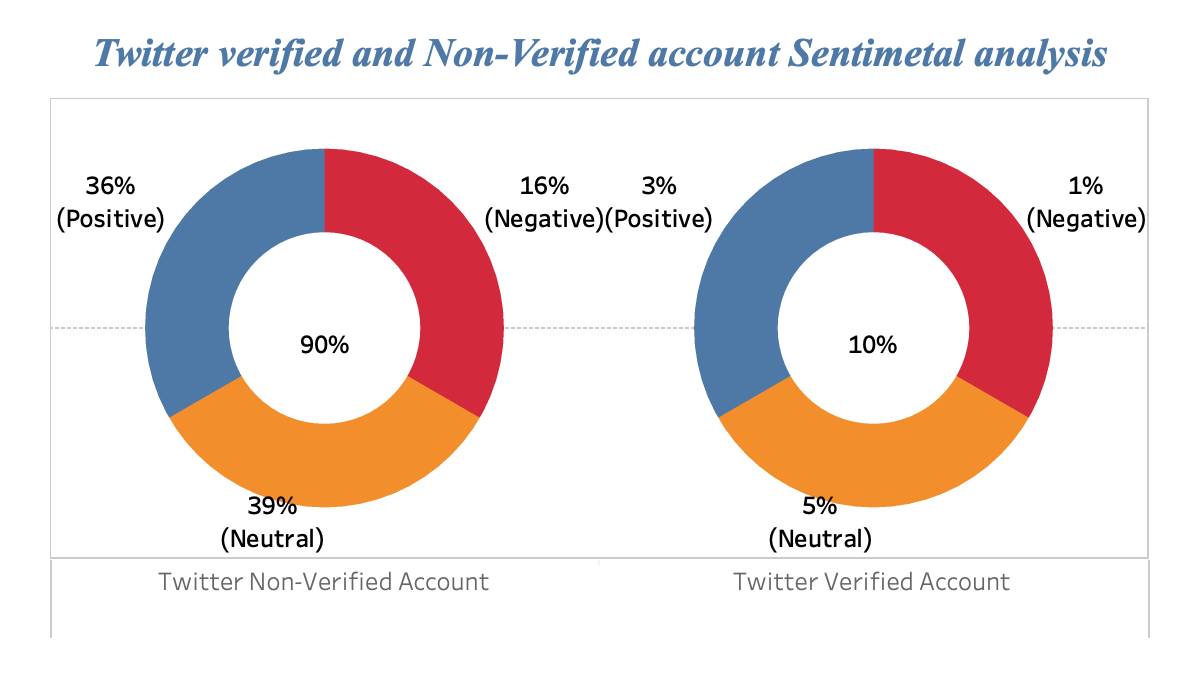 Twitter verified and Non-Verified account Sentimetal analysis
36%
(Positive)
16%
(Negative)
90%
39%
(Neutral)
3%
(Positive)
1%
(Negative)
10%
5%
(Neutral)
Twitter Non-Verified Account
Twitter Verified Account